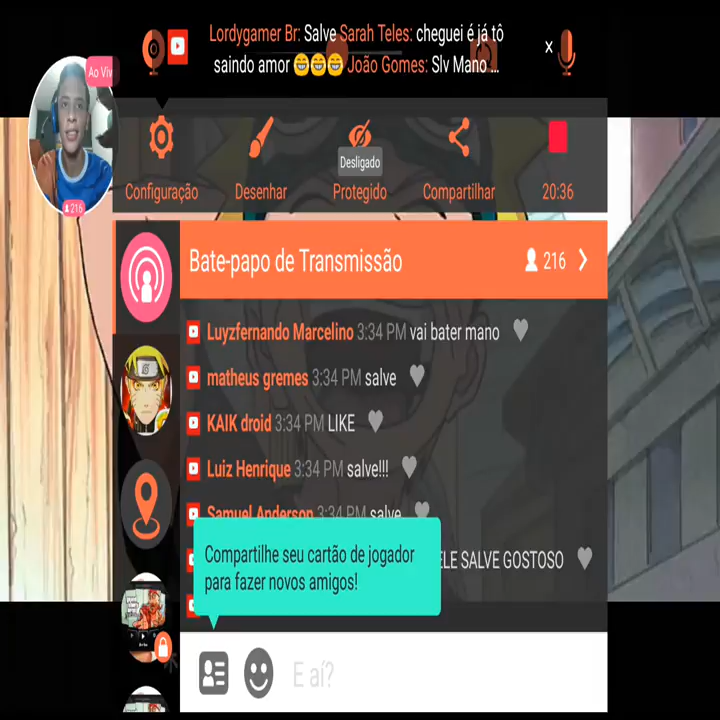 Lordygamer Br: Salve Sarah Teles: cheguei é já tô
saindo amor 😁😁😁 João Gomes: Slv Mano ...
×
Ao Viv
216
Configuração
Desenhar
Desligado
Protegido
Compartilhar
20:36
Bate-papo de Transmissão 216
Luyzfernando Marcelino 3:34 PM vai bater mano
matheus gremes 3:34 PM salve
KAIK droid 3:34 PM LIKE
Luiz Henrique 3:34 PM salve!!!
Samuel Anderson 3:34 PM salve
ELE SALVE GOSTOSO
Compartilhe seu cartão de jogador
para fazer novos amigos!
E aí?